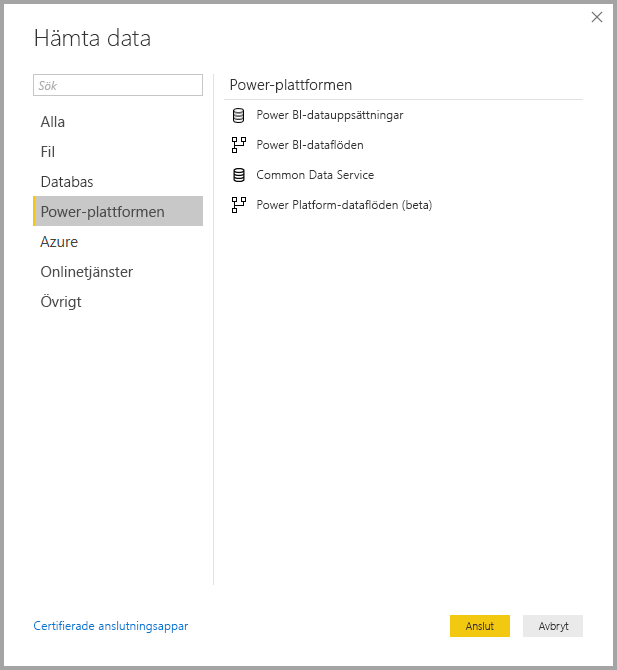 Hämta data
Sök
Alla
Fil
Databas
Power-plattformen
Azure
Onlinetjänster
Övrigt
Power-plattformen
Power BI-datauppsättningar
Power BI-dataflöden
Common Data Service
Power Platform-dataflöden (beta)
Certifierade anslutningsappar
Anslut
Avbryt